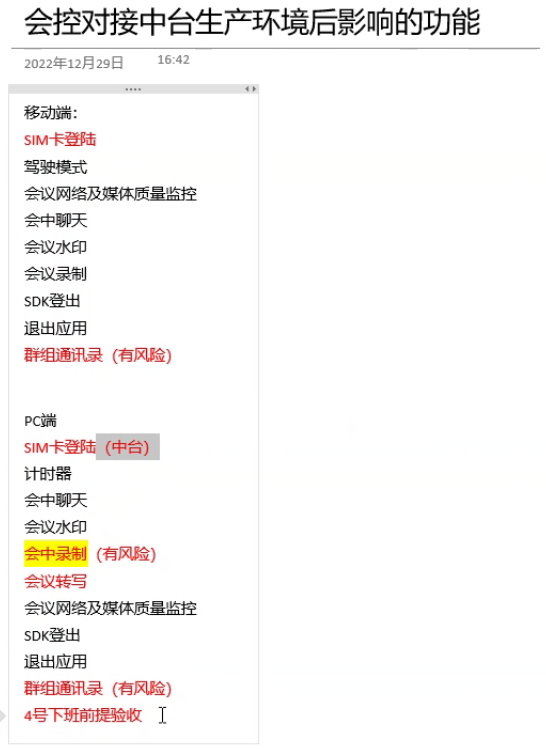 会控对接中台生产环境后影响的功能
2022年12月29日 16:42
移动端：
SIM卡登陆
驾驶模式
会议网络及媒体质量监控
会中聊天
会议水印
会议录制
SDK登出
退出应用
群组通讯录（有风险）
PC端
SIM卡登陆（中台）
计时器
会中聊天
会议水印
会中录制（有风险）
会议转写
会议网络及媒体质量监控
SDK登出
退出应用
群组通讯录（有风险）
4号下班前提验收